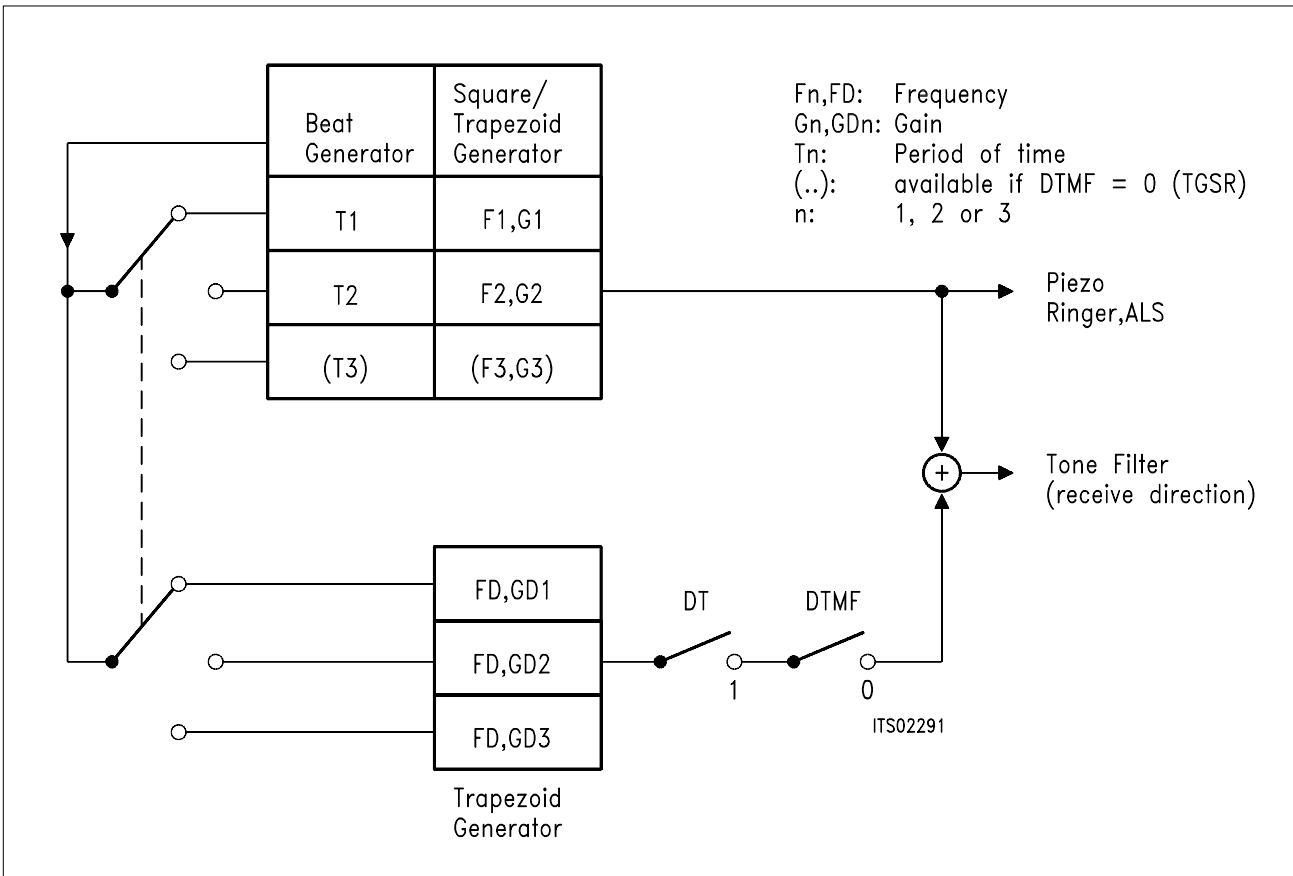 Beat
Generator
Square/
Trapezoid
Generator
T1
F1,G1
T2
F2,G2
(T3)
(F3,G3)
Fn,FD: Frequency
Gn,GDn: Gain
Tn: Period of time
(..): available if DTMF = 0 (TGSR)
n: 1, 2 or 3
Piezo
Ringer,ALS
+
Tone Filter
(receive direction)
FD,GD1
FD,GD2
FD,GD3
Trapezoid
Generator
DT
DTMF
1
0
ITS02291